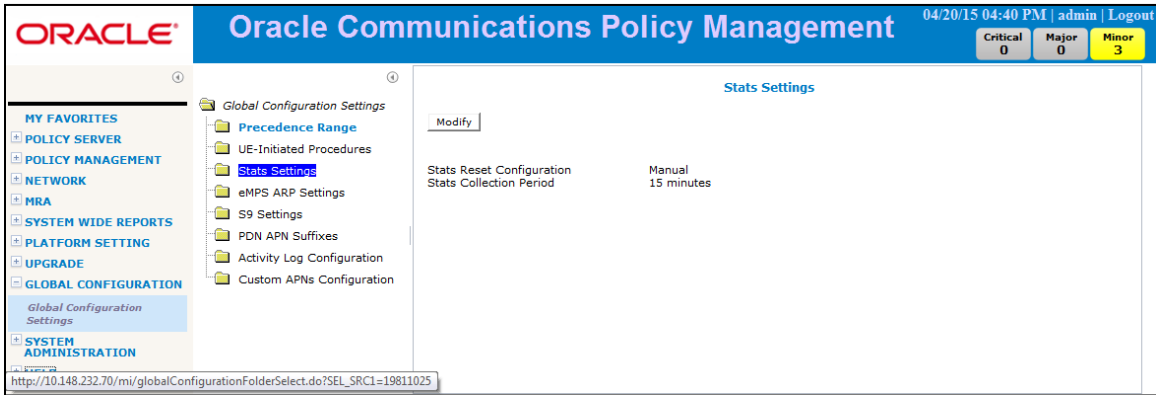 ORACLE®
Oracle Communications Policy Management
04/20/15 04:40 PM | admin | Logout
Critical 0
Major 0
Minor 3
MY FAVORITES
POLICY SERVER
POLICY MANAGEMENT
NETWORK
MRA
SYSTEM WIDE REPORTS
PLATFORM SETTING
UPGRADE
GLOBAL CONFIGURATION
Global Configuration
Settings
SYSTEM
ADMINISTRATION
http://10.148.232.70/mi/globalConfigurationFolderSelect.do?SEL_SRC1=19811025
Global Configuration Settings
Precedence Range
UE-Initiated Procedures
Stats Settings
eMPS ARP Settings
S9 Settings
PDN APN Suffixes
Activity Log Configuration
Custom APNs Configuration
Stats Settings
Modify
Stats Reset Configuration Manual
Stats Collection Period 15 minutes